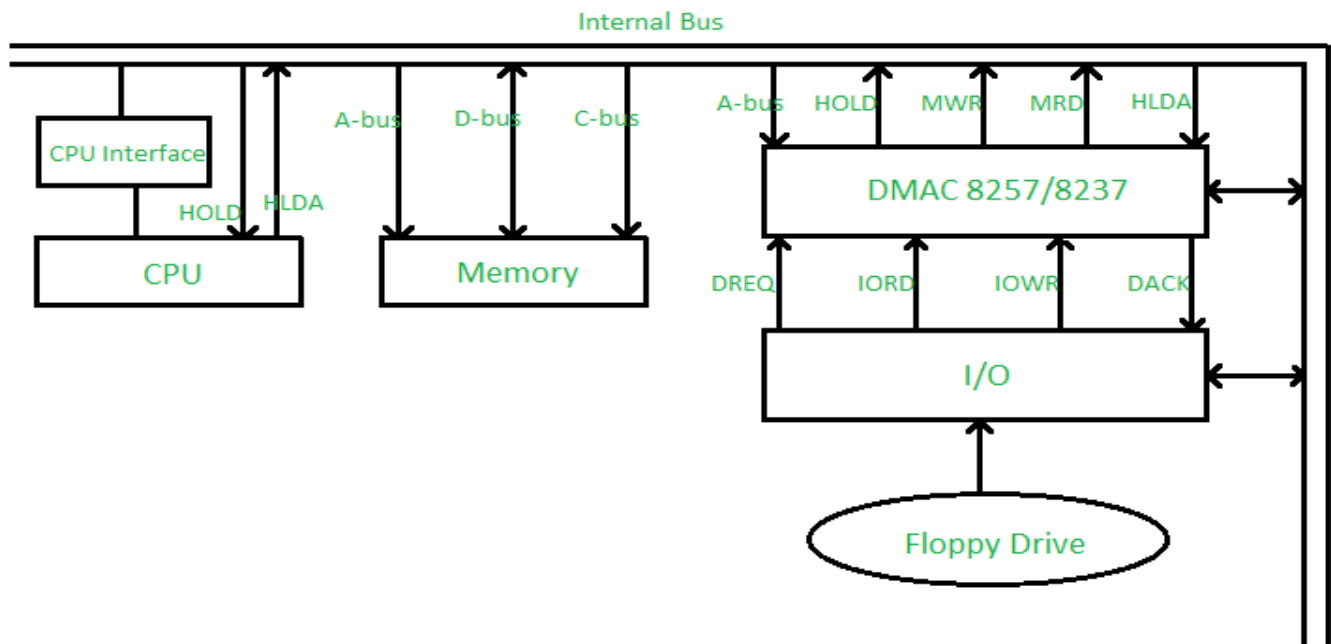 Internal Bus
A-bus
HOLD
MWR
MRD
HLDA
A-bus
D-bus
C-bus
CPU Interface
HOLD
HLDA
DMAC 8257/8237
CPU
Memory
DREQ
IORD
IOWR
DACK
I/O
Floppy Drive